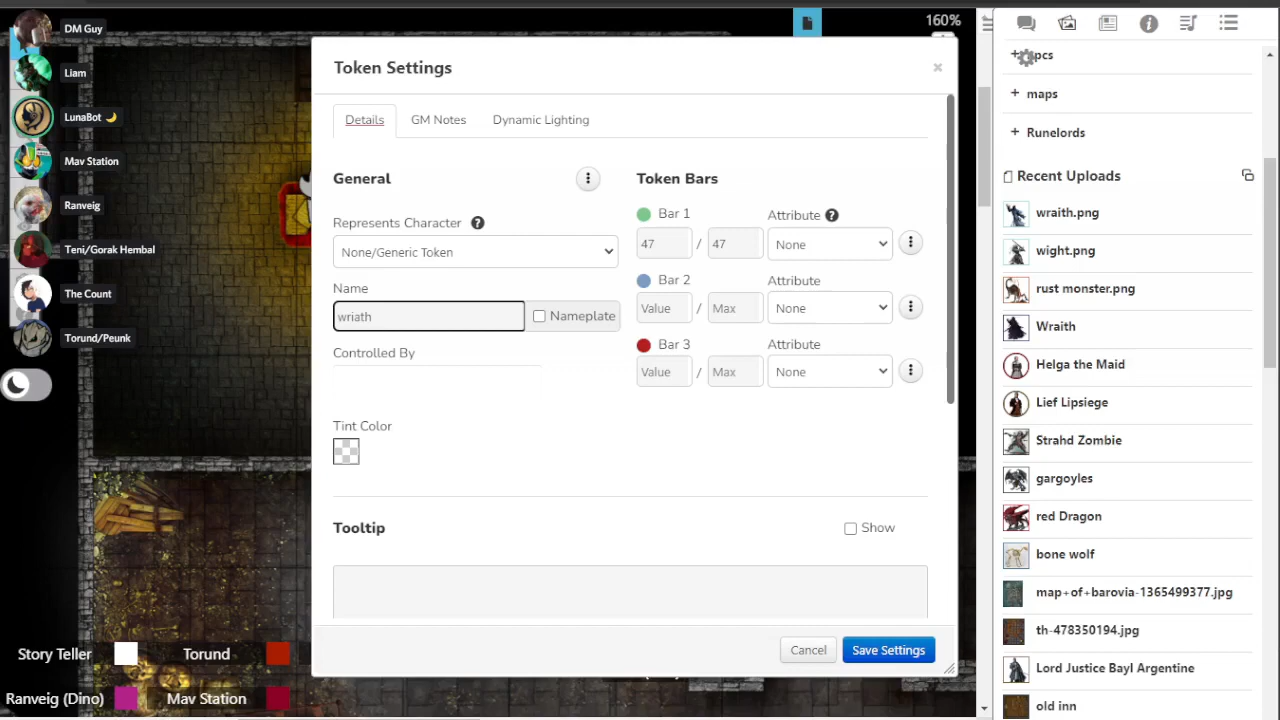 DM Guy
Liam
LunaBot
Mav Station
Ranveig
Teni/Gorak Hembal
The Count
Torund/Peunk
Story Teller
Torund
Ranveig (Dino)
Mav Station
160%
Token Settings
Details
GM Notes
Dynamic Lighting
General
Represents Character
None/Generic Token
Name
wriath
Nameplate
Controlled By
Tint Color
Token Bars
Bar 1
Attribute
47 / 47
None
Bar 2
Attribute
Value / Max
None
Bar 3
Attribute
Value / Max
None
Tooltip
Show
Cancel
Save Settings
+ maps
+ Runelords
Recent Uploads
wraith.png
wight.png
rust monster.png
Wraith
Helga the Maid
Lief Lipsiege
Strahd Zombie
gargoyles
red Dragon
bone wolf
map+of+barovia-1365499377.jpg
th-478350194.jpg
Lord Justice Bayl Argentine
old inn